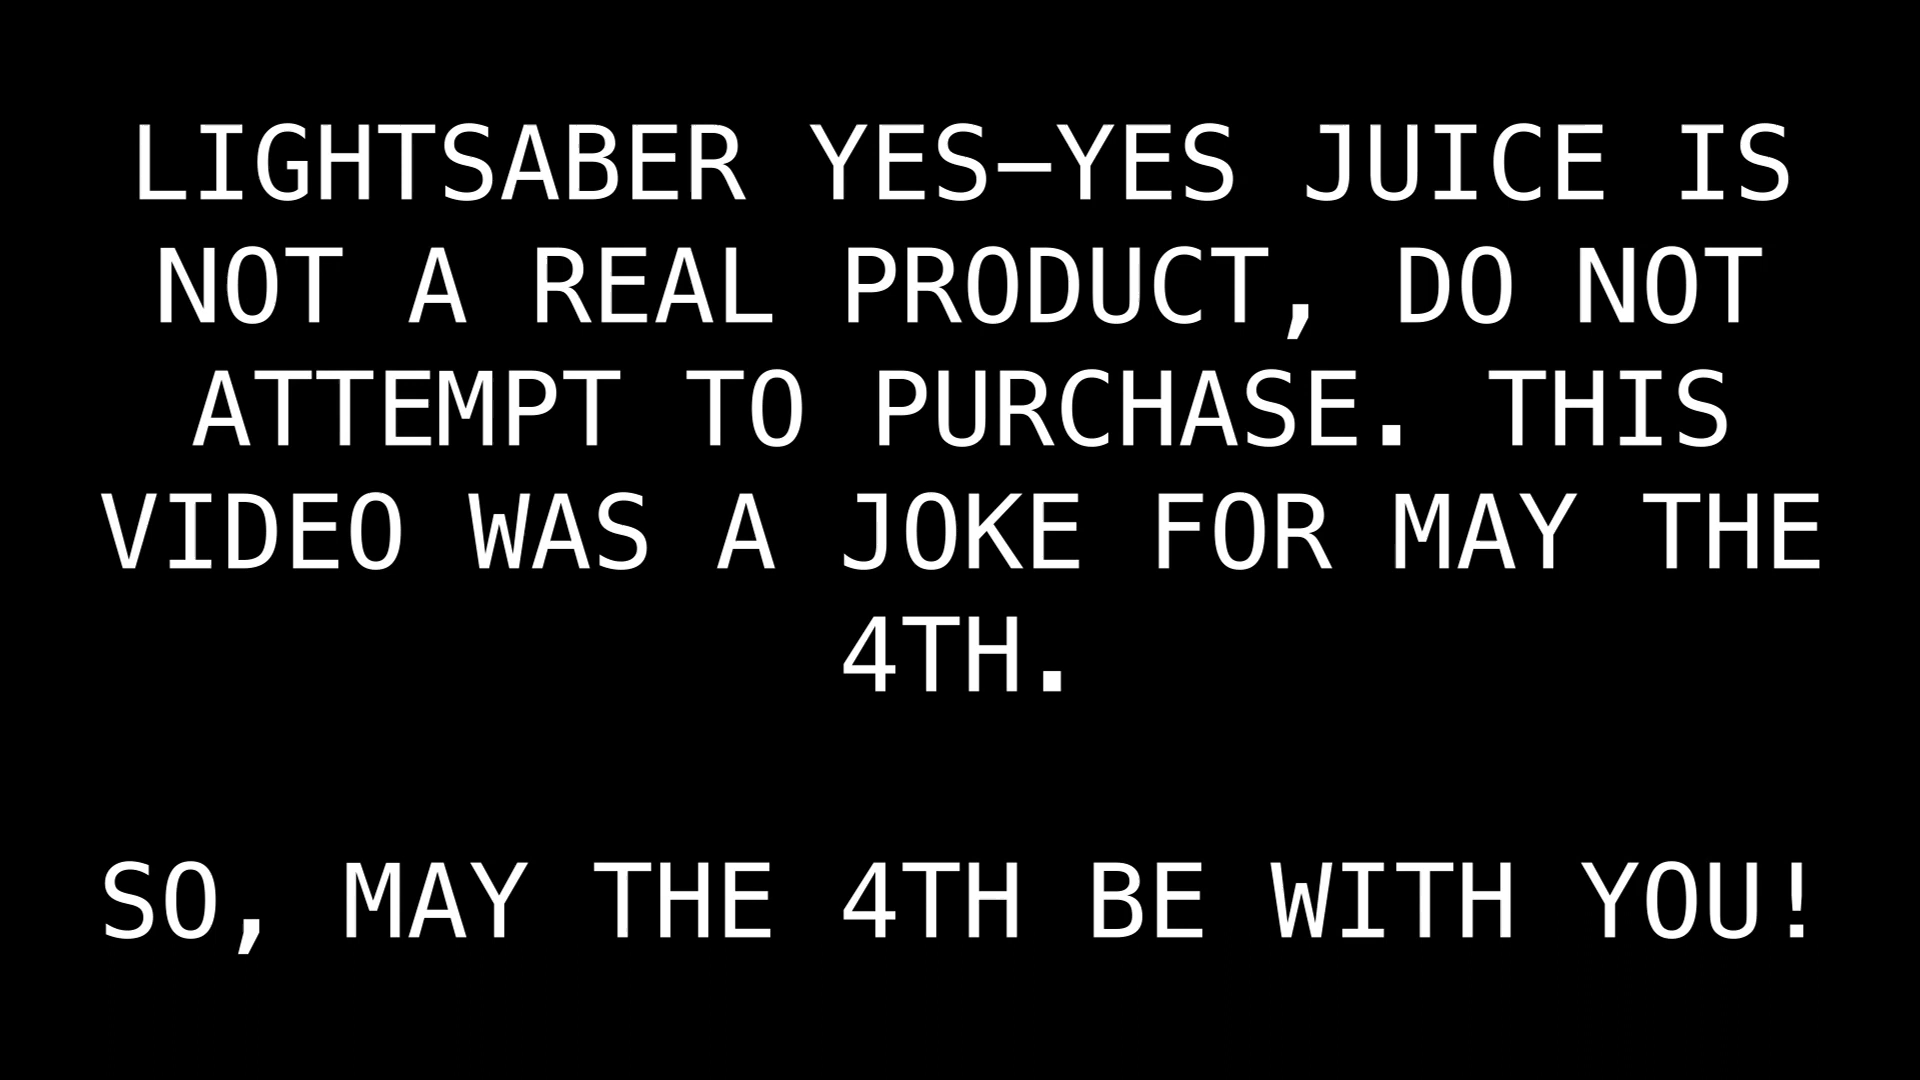 LIGHTSABER YES-YES JUICE IS
NOT A REAL PRODUCT, DO NOT
ATTEMPT TO PURCHASE. THIS
VIDEO WAS A JOKE FOR MAY THE
4TH.
SO, MAY THE 4TH BE WITH YOU!